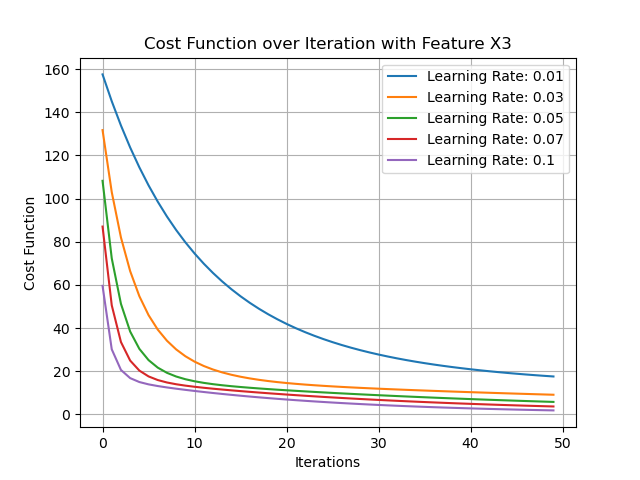 Cost Function over Iteration with Feature X3
Cost Function
160
140
120
100
80
60
40
20
0
Learning Rate: 0.01
Learning Rate: 0.03
Learning Rate: 0.05
Learning Rate: 0.07
Learning Rate: 0.1
0 10 20 30 40 50
Iterations